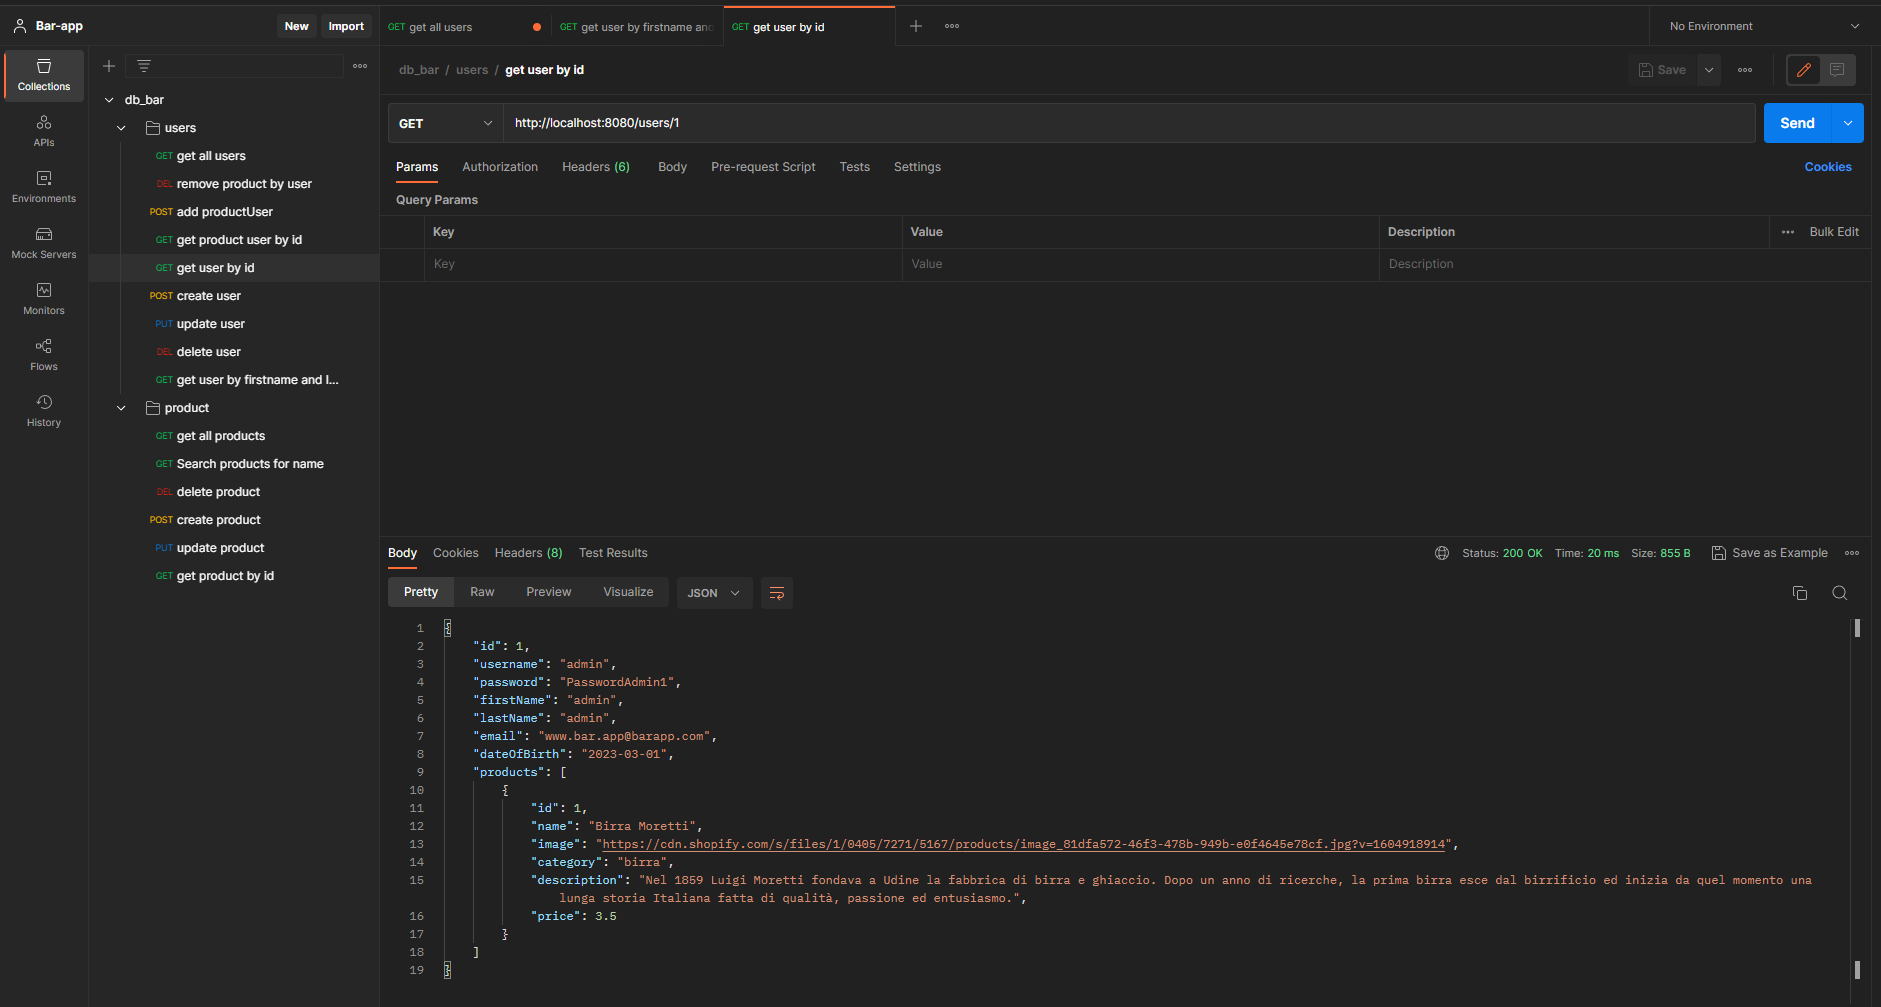 Bar-app
New
Import
GET get all users
GET get user by firstname and
GET get user by id
No Environment
Collections
APIs
Environments
Mock Servers
Monitors
Flows
History
db_bar
users
GET get all users
DEL remove product by user
POST add productUser
GET get product user by id
GET get user by id
POST create user
PUT update user
DEL delete user
GET get user by firstname and l...
product
GET get all products
GET Search products for name
DEL delete product
POST create product
PUT update product
GET get product by id
db_bar / users / get user by id
Save
GET
http://localhost:8080/users/1
Send
Params Authorization Headers (6) Body Pre-request Script Tests Settings
Cookies
Query Params
Key Value Description
Bulk Edit
Key Value Description
Body Cookies Headers (8) Test Results
Status: 200 OK Time: 20 ms Size: 855 B
Save as Example
Pretty Raw Preview Visualize JSON
1 {
2 "id": 1,
3 "username": "admin",
4 "password": "PasswordAdmin1",
5 "firstName": "admin",
6 "lastName": "admin",
7 "email": "www.bar.app@barapp.com",
8 "dateOfBirth": "2023-03-01",
9 "products": [
10 {
11 "id": 1,
12 "name": "Birra Moretti",
13 "image": "https://cdn.shopify.com/s/files/1/0405/7271/5167/products/image_81dfa572-46f3-478b-949b-e0f4645e78cf.jpg?v=1604918914",
14 "category": "birra",
15 "description": "Nel 1859 Luigi Moretti fondava a Udine la fabbrica di birra e ghiaccio. Dopo un anno di ricerche, la prima birra esce dal birrificio ed inizia da quel momento una
lunga storia Italiana fatta di qualità, passione ed entusiasmo.",
16 "price": 3.5
17 }
18 ]
19 }